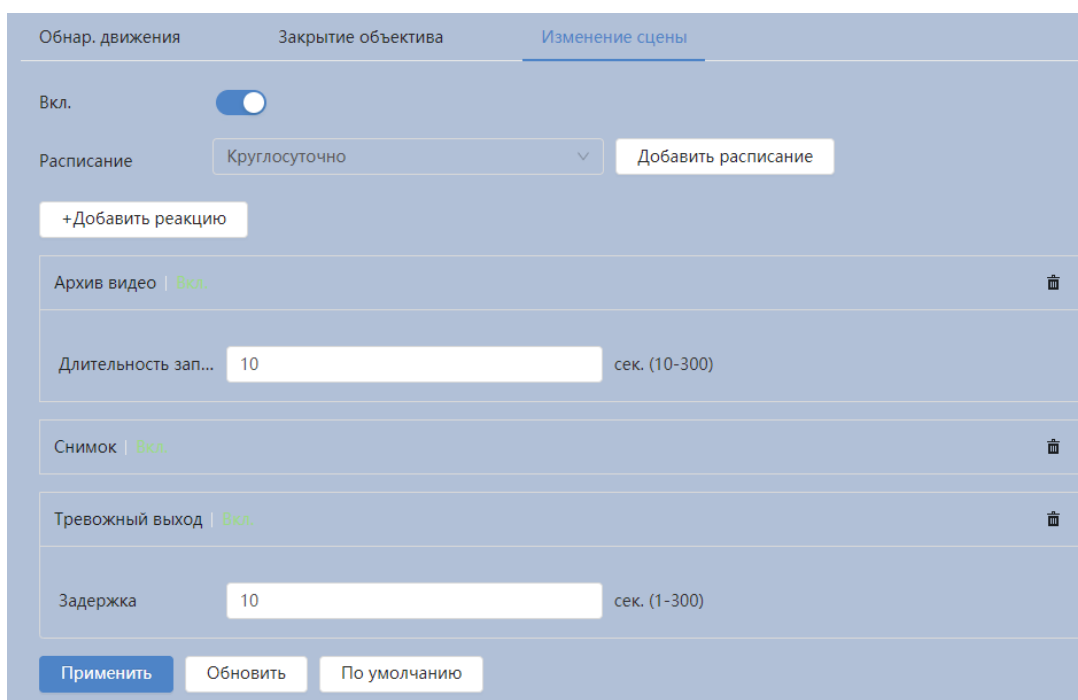 Обнар. движения Закрытие объектива Изменение сцены
Вкл.
Расписание Круглосуточно Добавить расписание
+Добавить реакцию
Архив видео | Вкл.
Длительность зап... 10 сек. (10-300)
Снимок | Вкл.
Тревожный выход | Вкл.
Задержка 10 сек. (1-300)
Применить Обновить По умолчанию